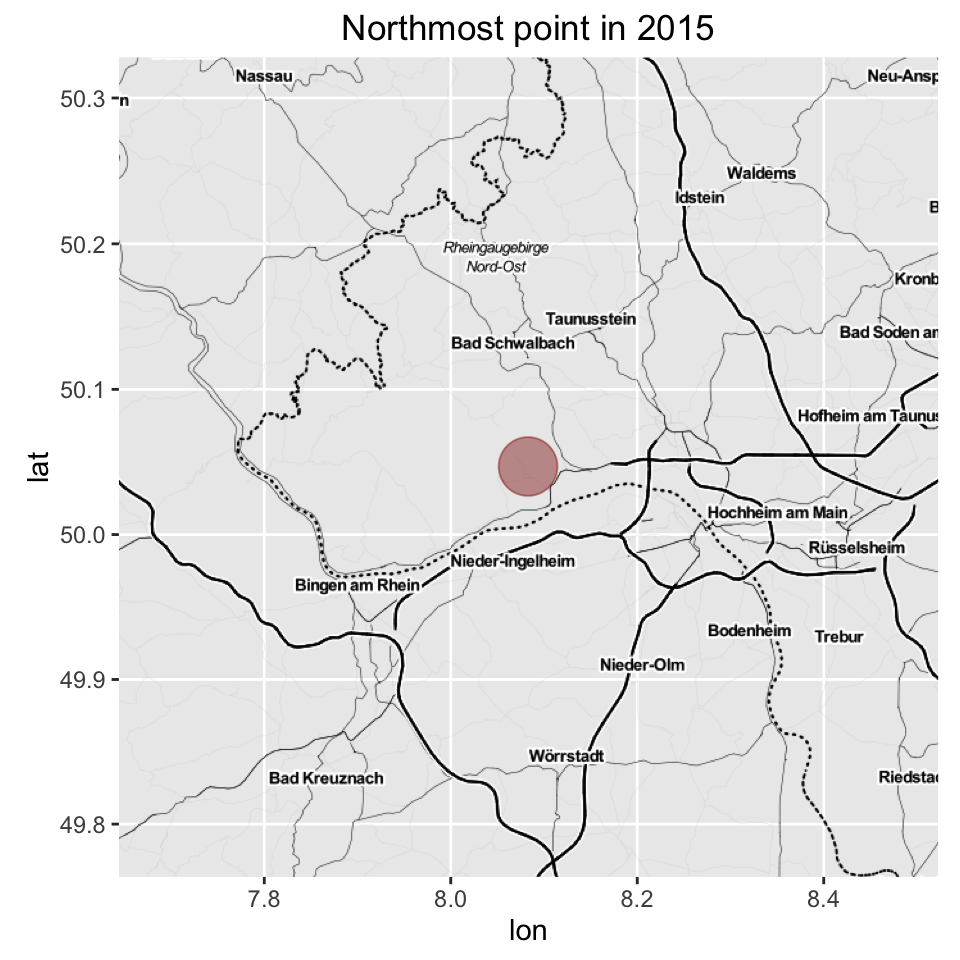 Northmost point in 2015
Nassau
Neu-Ansp
50.3
n
Waldems
Idstein
B
50.2
Rheingaugebirge
Nord-Ost
Kronb
Taunusstein
Bad Soden am
Bad Schwalbach
50.1
Hofheim am Taunus
lat
Hochheim am Main
50.0
Rüsselsheim
Nieder-Ingelheim
Bingen am Rhein
Bodenheim
Trebur
Nieder-Olm
49.9
Wörrstadt
Bad Kreuznach
Riedstad
49.8
7.8
8.0
8.2
8.4
lon